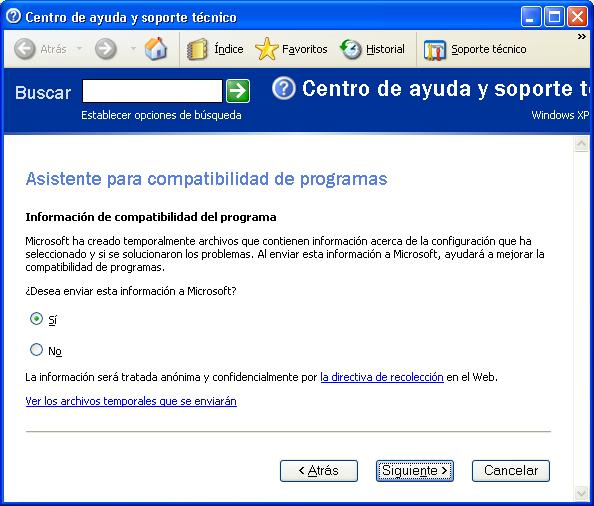 Centro de ayuda y soporte técnico
Atrás Índice Favoritos Historial Soporte técnico »
Buscar
Centro de ayuda y soporte t
Establecer opciones de búsqueda
Windows XP
Asistente para compatibilidad de programas
Información de compatibilidad del programa
Microsoft ha creado temporalmente archivos que contienen información acerca de la configuración que ha
seleccionado y si se solucionaron los problemas. Al enviar esta información a Microsoft, ayudará a mejorar la
compatibilidad de programas.
¿Desea enviar esta información a Microsoft?
Sí
No
La información será tratada anónima y confidencialmente por la directiva de recolección en el Web.
Ver los archivos temporales que se enviarán
< Atrás Siguiente > Cancelar